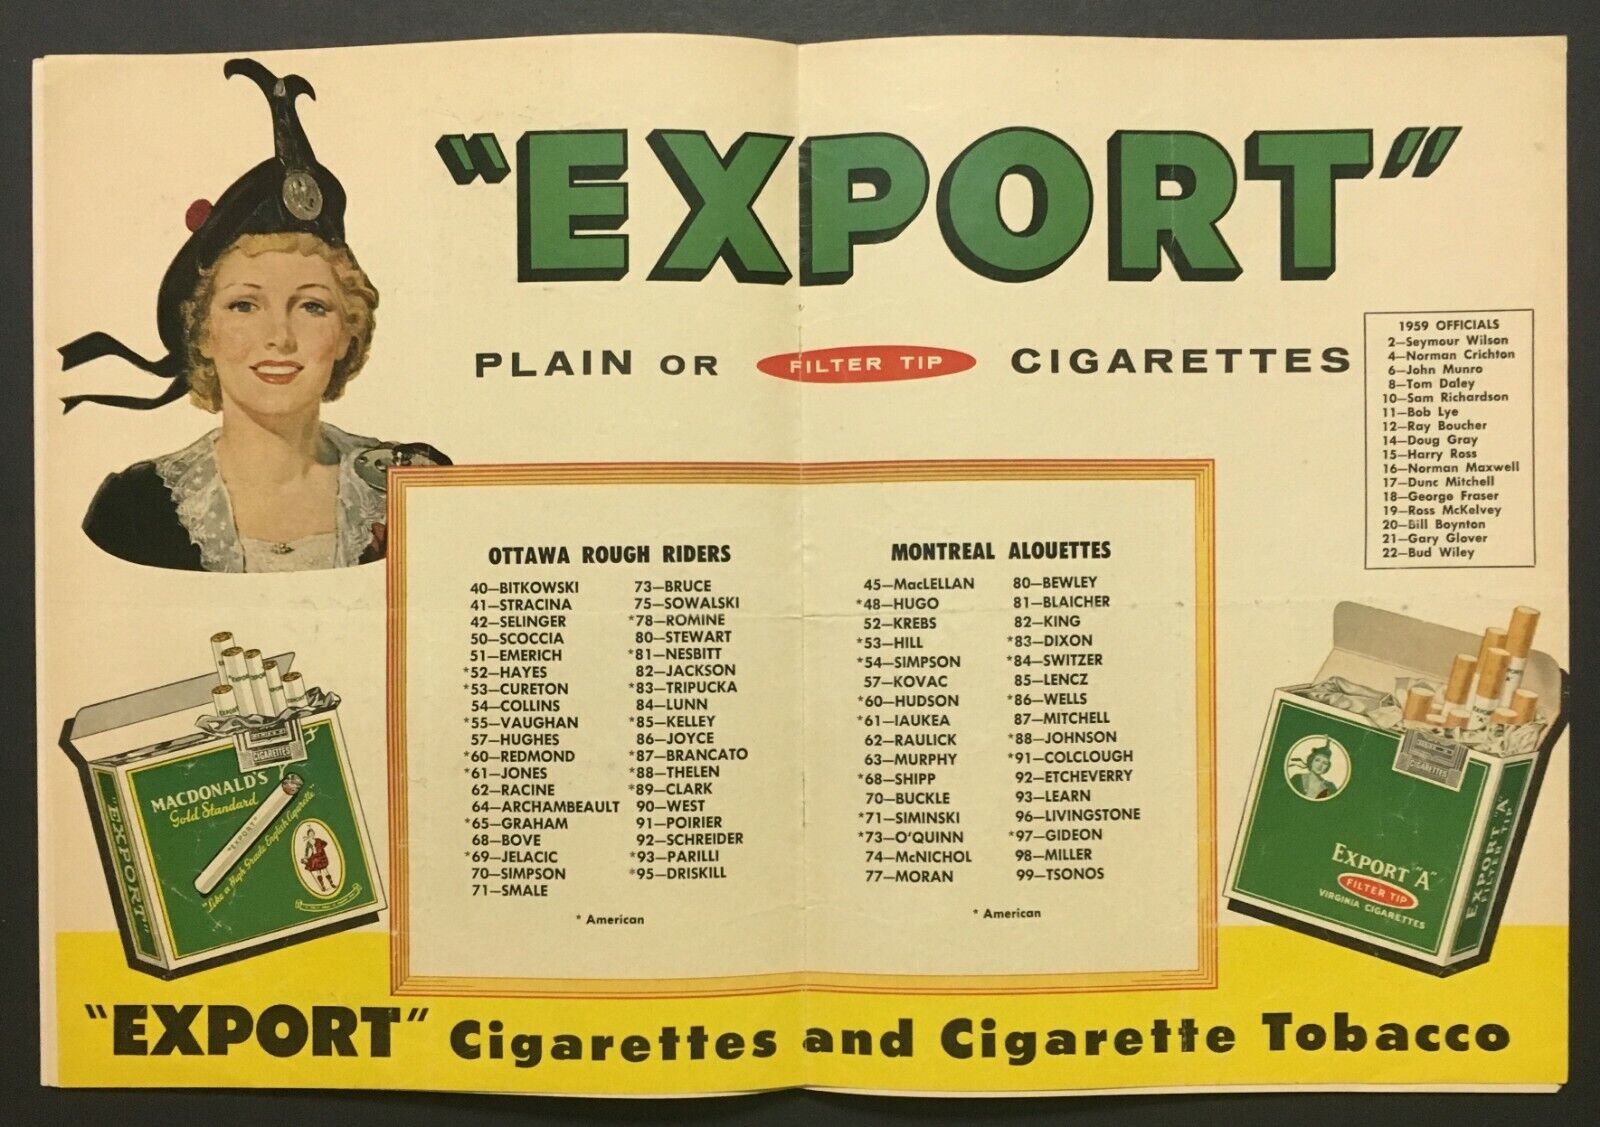 "EXPORT"
PLAIN OR FILTER TIP CIGARETTES
1959 OFFICIALS
2—Seymour Wilson
4—Norman Crichton
6—John Munro
8—Tom Daley
10—Sam Richardson
11—Bob Lye
12—Ray Boucher
14—Doug Gray
15—Harry Ross
16—Norman Maxwell
17—Dunc Mitchell
18—George Fraser
19—Ross McKelvey
20—Bill Boynton
21—Gary Glover
22—Bud Wiley
OTTAWA ROUGH RIDERS
40—BITKOWSKI
41—STRACINA
42—SELINGER
50—SCOCCIA
51—EMERICH
*52—HAYES
*53—CURETON
54—COLLINS
*55—VAUGHAN
57—HUGHES
*60—REDMOND
*61—JONES
62—RACINE
64—ARCHAMBEAULT
*65—GRAHAM
68—BOVE
*69—JELACIC
70—SIMPSON
71—SMALE
73—BRUCE
75—SOWALSKI
*78—ROMINE
80—STEWART
*81—NESBITT
82—JACKSON
*83—TRIPUCKA
84—LUNN
*85—KELLEY
86—JOYCE
*87—BRANCATO
*88—THELEN
*89—CLARK
90—WEST
91—POIRIER
92—SCHREIDER
*93—PARILLI
*95—DRISKILL
* American
MONTREAL ALOUETTES
45—MacLELLAN
*48—HUGO
52—KREBS
*53—HILL
*54—SIMPSON
57—KOVAC
*60—HUDSON
*61—IAUKEA
62—RAULICK
63—MURPHY
*68—SHIPP
70—BUCKLE
*71—SIMINSKI
*73—O'QUINN
74—McNICHOL
77—MORAN
80—BEWLEY
81—BLAICHER
82—KING
*83—DIXON
*84—SWITZER
85—LENCZ
*86—WELLS
87—MITCHELL
*88—JOHNSON
*91—COLCLOUGH
92—ETCHEVERRY
93—LEARN
96—LIVINGSTONE
*97—GIDEON
98—MILLER
99—TSONOS
* American
CIGARETTES
MACDONALD'S
Gold Standard
"EXPORT"
"Like a High Grade English Cigarette"
"EXPORT"
CIGARETTES
EXPORT "A"
FILTER TIP
VIRGINIA CIGARETTES
EXPORT "A"
FILTER TIP
"EXPORT" Cigarettes and Cigarette Tobacco